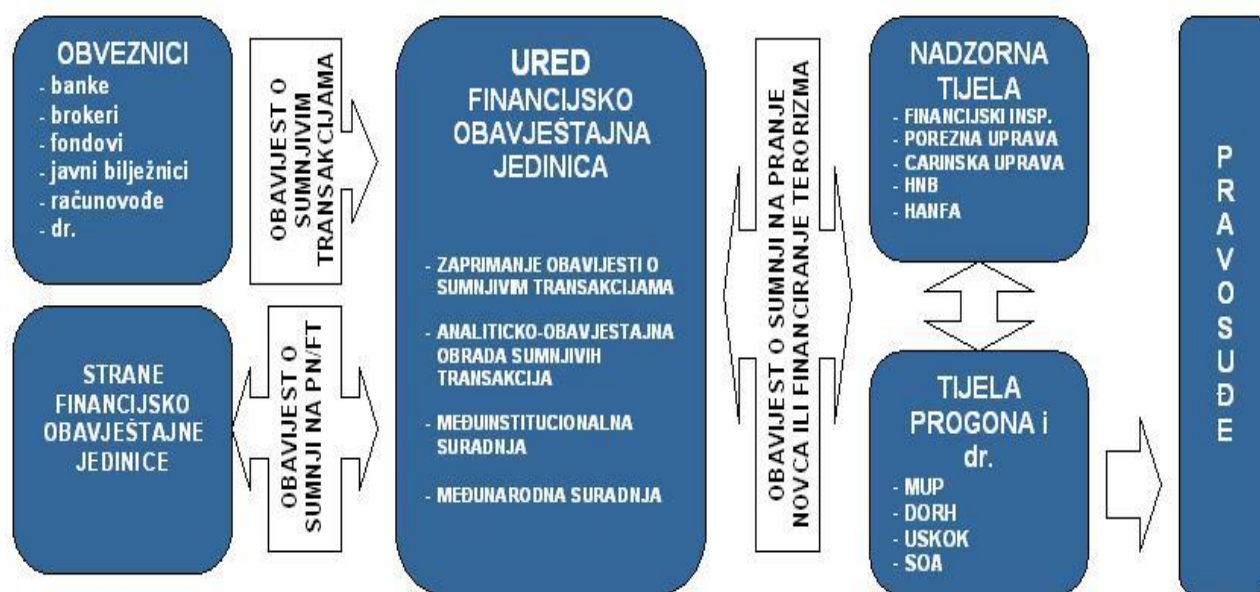 OBVEZNICI
- banke
- brokeri
- fondovi
- javni bilježnici
- računovođe
- dr.
OBAVIJEST O
SUMNJIVIM
TRANSAKCIJAMA
STRANE
FINANCIJSKO
OBAVJEŠTAJNE
JEDINICE
OBAVIJEST O
SUMNJI NA PN/FT
URED
FINANCIJSKO
OBAVJEŠTAJNA
JEDINICA
- ZAPRIMANJE OBAVIJESTI O
SUMNJIVIM TRANSAKCIJAMA
- ANALITICKO-OBAVJESTAJNA
OBRADA SUMNJIVIH
TRANSAKCIJA
- MEĐUINSTITUCIONALNA
SURADNJA
- MEĐUNARODNA SURADNJA
OBAVIJEST O SUMNJI NA PRANJE
NOVCA ILI FINANCIRANJE TERORIZMA
NADZORNA
TIJELA
- FINANCIJSKI INSP.
- POREZNA UPRAVA
- CARINSKA UPRAVA
- HNB
- HANFA
TIJELA
PROGONA i
dr.
- MUP
- DORH
- USKOK
- SOA
PRAVOSUĐE